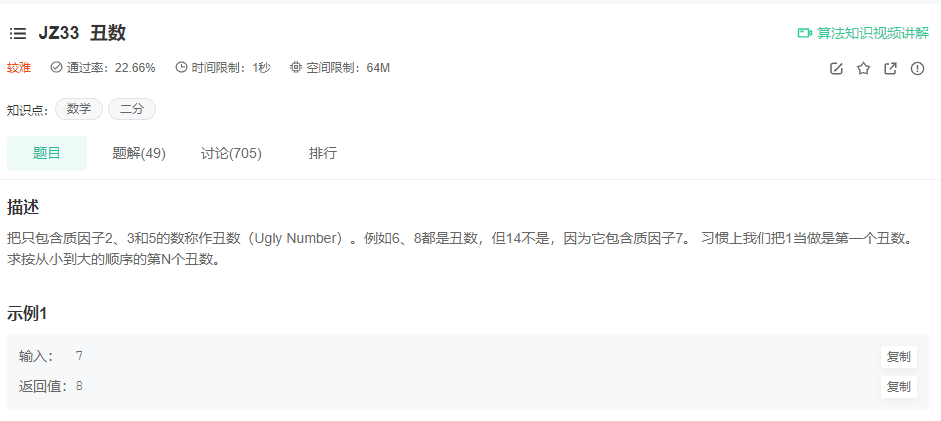 JZ33 丑数
算法知识视频讲解
较难 通过率：22.66% 时间限制：1秒 空间限制：64M
知识点： 数学 二分
题目 题解(49) 讨论(705) 排行
描述
把只包含质因子2、3和5的数称作丑数（Ugly Number）。例如6、8都是丑数，但14不是，因为它包含质因子7。 习惯上我们把1当做是第一个丑数。
求按从小到大的顺序的第N个丑数。
示例1
输入： 7 复制
返回值： 8 复制